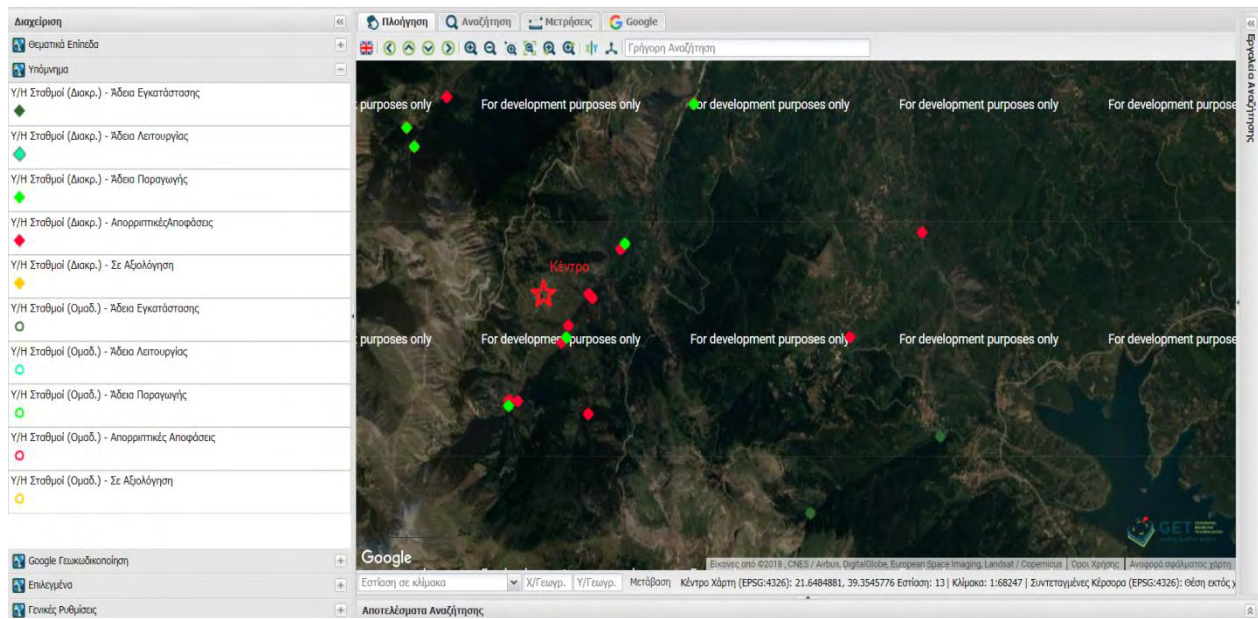 Διαχείριση
Θεματικά Επίπεδα
Υπόμνημα
Υ/Η Σταθμοί (Διακρ.) - Άδεια Εγκατάστασης
Υ/Η Σταθμοί (Διακρ.) - Άδεια Λειτουργίας
Υ/Η Σταθμοί (Διακρ.) - Άδεια Παραγωγής
Υ/Η Σταθμοί (Διακρ.) - ΑπορριπτικέςΑποφάσεις
Υ/Η Σταθμοί (Διακρ.) - Σε Αξιολόγηση
Υ/Η Σταθμοί (Ομαδ.) - Άδεια Εγκατάστασης
Υ/Η Σταθμοί (Ομαδ.) - Άδεια Λειτουργίας
Υ/Η Σταθμοί (Ομαδ.) - Άδεια Παραγωγής
Υ/Η Σταθμοί (Ομαδ.) - Απορριπτικές Αποφάσεις
Υ/Η Σταθμοί (Ομαδ.) - Σε Αξιολόγηση
Google Γεωκωδικοποίηση
Επιλεγμένα
Γενικές Ρυθμίσεις
Πλοήγηση Αναζήτηση Μετρήσεις Google
Γρήγορη Αναζήτηση
purposes only For development purposes only For development purposes only For development purposes only For development purpose
Κέντρο
purposes only For development purposes only For development purposes only For development purposes only For development purpose
GET
Google
Εικόνες από ©2018 , CNES / Airbus, DigitalGlobe, European Space Imaging, Landsat / Copernicus Όροι Χρήσης Αναφορά σφάλματος χάρτη
Εστίαση σε κλίμακα Χ/Γεωγρ. Υ/Γεωγρ. Μετάβαση Κέντρο Χάρτη (EPSG:4326): 21.6484881, 39.3545776 Εστίαση: 13 | Κλίμακα: 1:68247 | Συντεταγμένες Κέρσορα (EPSG:4326): Θέση εκτός χ
Αποτελέσματα Αναζήτησης
Εργαλεία Αναζήτησης